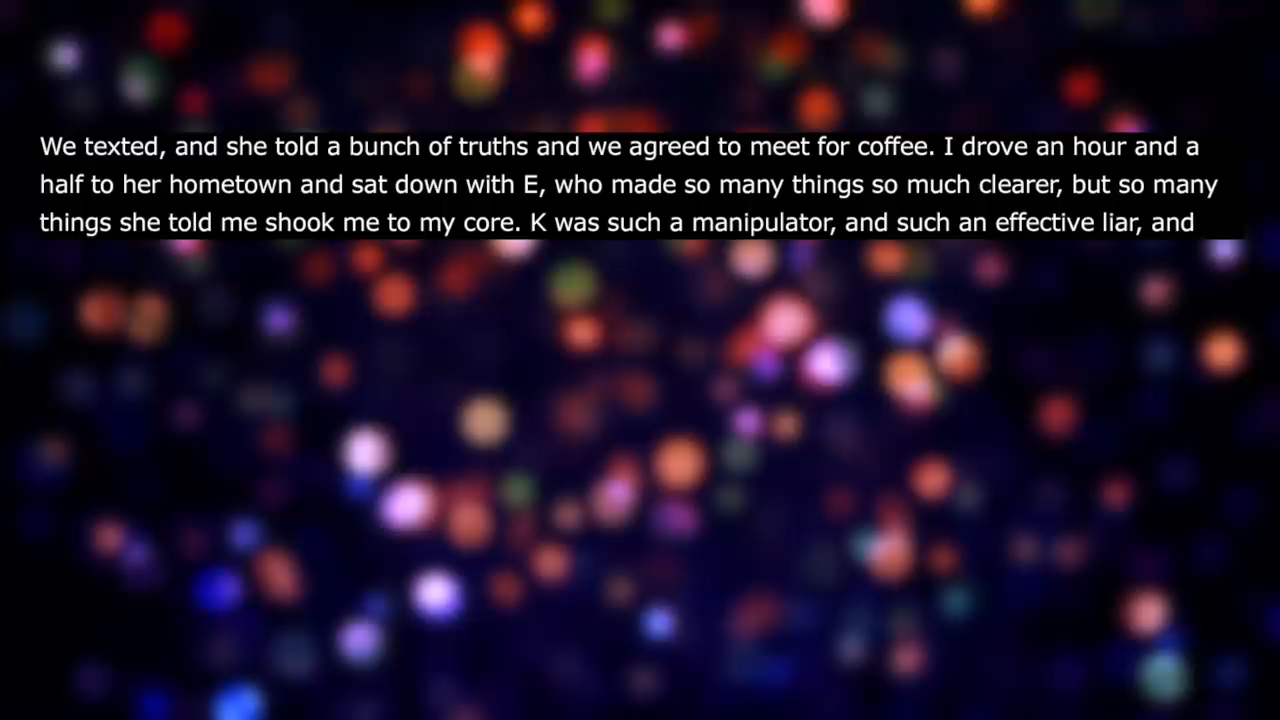 We texted, and she told a bunch of truths and we agreed to meet for coffee. I drove an hour and a
half to her hometown and sat down with E, who made so many things so much clearer, but so many
things she told me shook me to my core. K was such a manipulator, and such an effective liar, and